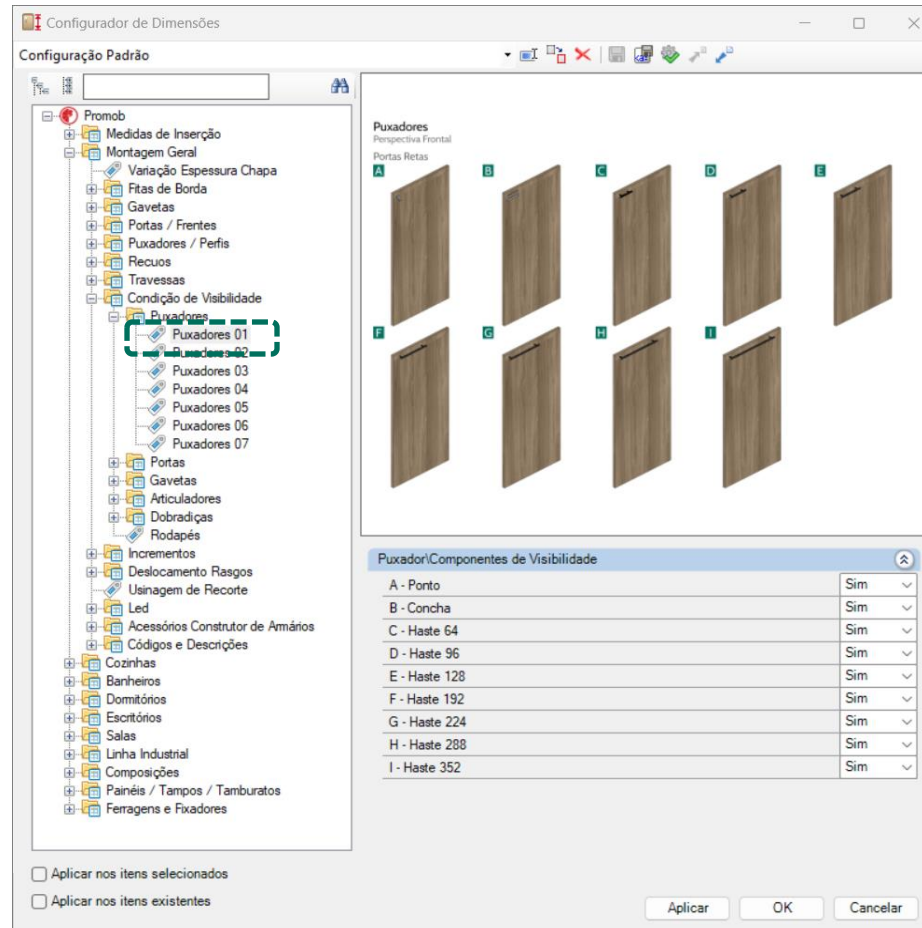 Configurador de Dimensões
Configuração Padrão
Promob
Medidas de Inserção
Montagem Geral
Variação Espessura Chapa
Fitas de Borda
Gavetas
Portas / Frentes
Puxadores / Perfis
Recuos
Travessas
Condição de Visibilidade
Puxadores
Puxadores 01
Puxadores 02
Puxadores 03
Puxadores 04
Puxadores 05
Puxadores 06
Puxadores 07
Portas
Gavetas
Articuladores
Dobradiças
Rodapés
Incrementos
Deslocamento Rasgos
Usinagem de Recorte
Led
Acessórios Construtor de Armários
Códigos e Descrições
Cozinhas
Banheiros
Dormitórios
Escritórios
Salas
Linha Industrial
Composições
Painéis / Tampos / Tamburatos
Ferragens e Fixadores
Aplicar nos itens selecionados
Aplicar nos itens existentes
Puxadores
Perspectiva Frontal
Portas Retas
A B C D E
F G H I
Puxador\Componentes de Visibilidade
A - Ponto Sim
B - Concha Sim
C - Haste 64 Sim
D - Haste 96 Sim
E - Haste 128 Sim
F - Haste 192 Sim
G - Haste 224 Sim
H - Haste 288 Sim
I - Haste 352 Sim
Aplicar OK Cancelar